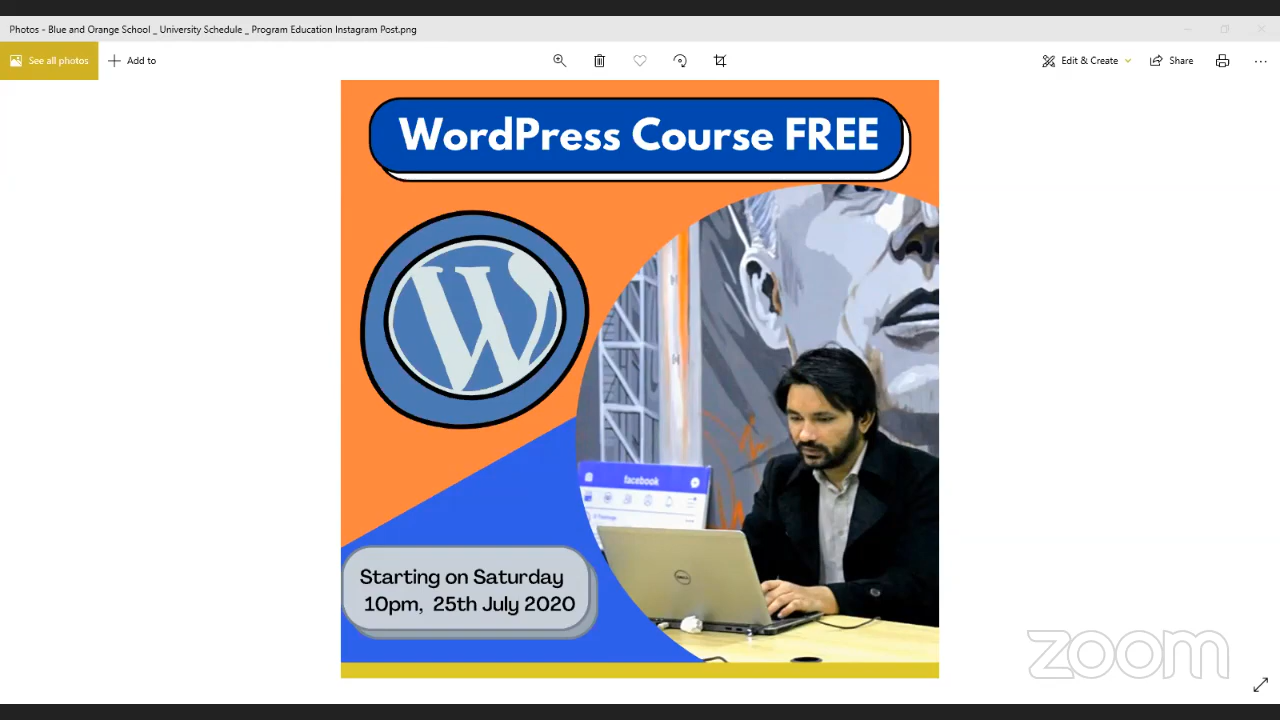 Photos - Blue and Orange School _ University Schedule _ Program Education Instagram Post.png
See all photos
Add to
Edit & Create
Share
WordPress Course FREE
W
facebook
DELL
Starting on Saturday
10pm, 25th July 2020
zoom